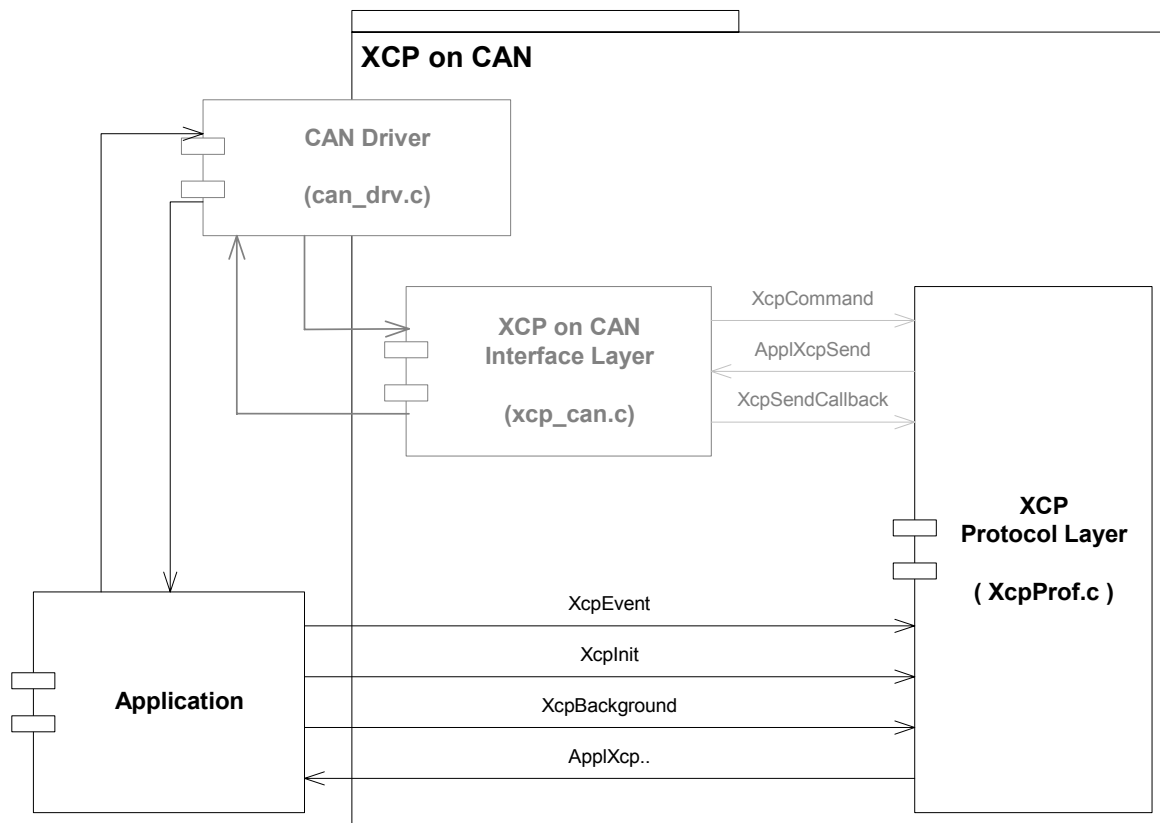 XCP on CAN
CAN Driver
(can_drv.c)
XCP on CAN
Interface Layer
(xcp_can.c)
XcpCommand
ApplXcpSend
XcpSendCallback
XCP
Protocol Layer
( XcpProf.c )
Application
XcpEvent
XcpInit
XcpBackground
ApplXcp..